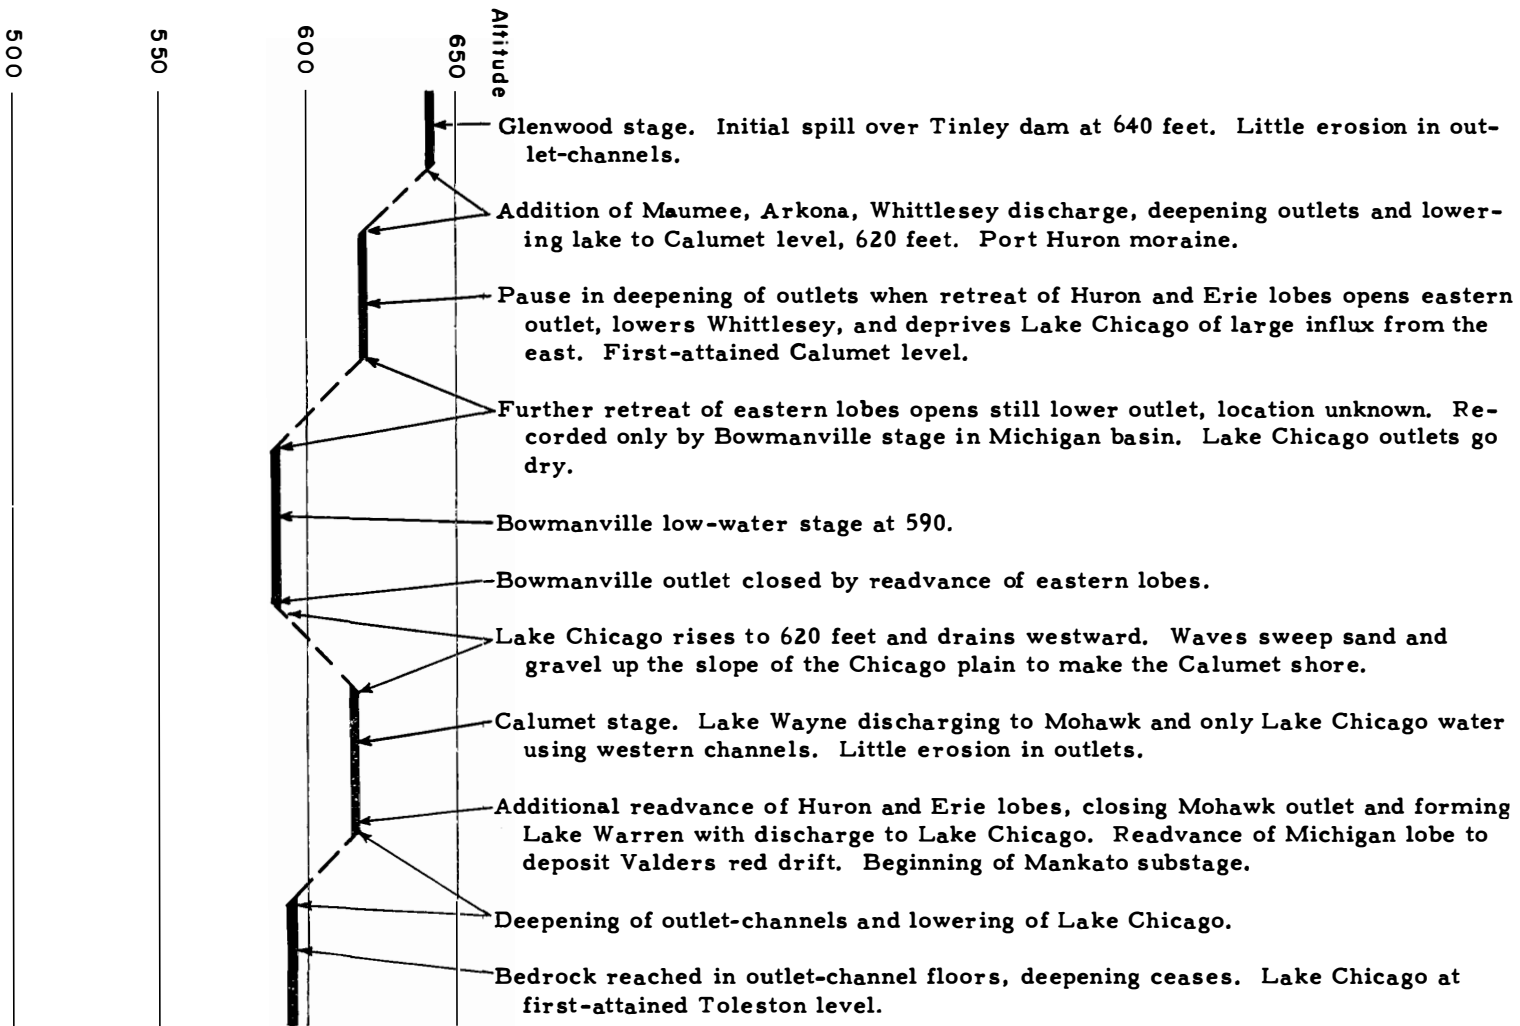 500
550
600
650
Altitude
Glenwood stage. Initial spill over Tinley dam at 640 feet. Little erosion in out-
let-channels.
Addition of Maumee, Arkona, Whittlesey discharge, deepening outlets and lower-
ing lake to Calumet level, 620 feet. Port Huron moraine.
Pause in deepening of outlets when retreat of Huron and Erie lobes opens eastern
outlet, lowers Whittlesey, and deprives Lake Chicago of large influx from the
east. First-attained Calumet level.
Further retreat of eastern lobes opens still lower outlet, location unknown. Re-
corded only by Bowmanville stage in Michigan basin. Lake Chicago outlets go
dry.
Bowmanville low-water stage at 590.
Bowmanville outlet closed by readvance of eastern lobes.
Lake Chicago rises to 620 feet and drains westward. Waves sweep sand and
gravel up the slope of the Chicago plain to make the Calumet shore.
Calumet stage. Lake Wayne discharging to Mohawk and only Lake Chicago water
using western channels. Little erosion in outlets.
Additional readvance of Huron and Erie lobes, closing Mohawk outlet and forming
Lake Warren with discharge to Lake Chicago. Readvance of Michigan lobe to
deposit Valders red drift. Beginning of Mankato substage.
Deepening of outlet-channels and lowering of Lake Chicago.
Bedrock reached in outlet-channel floors, deepening ceases. Lake Chicago at
first-attained Toleston level.